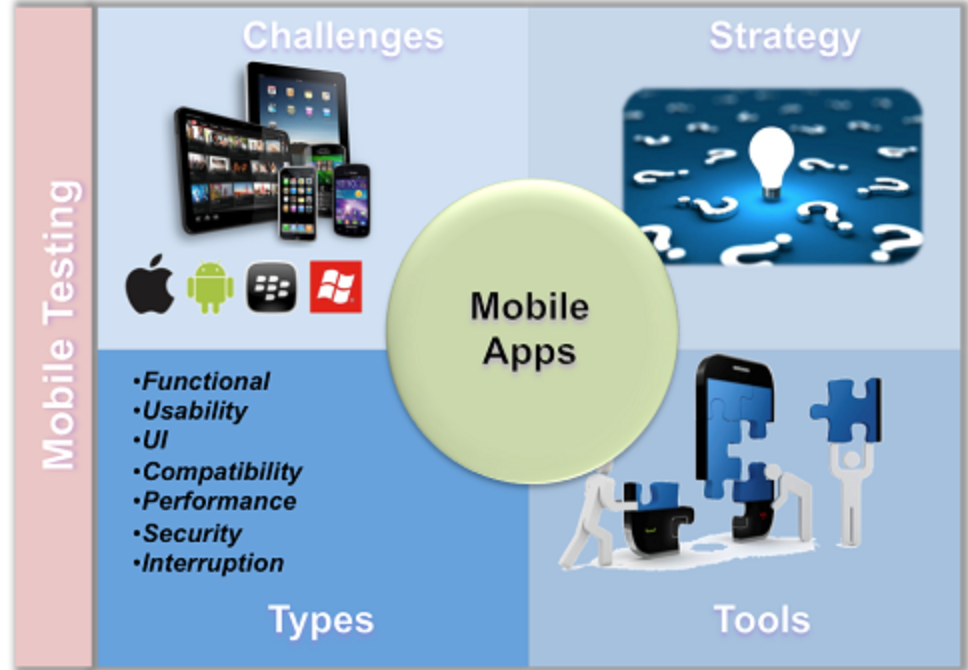 Mobile Testing
Challenges
Strategy
Mobile
Apps
•Functional
•Usability
•UI
•Compatibility
•Performance
•Security
•Interruption
Types
Tools